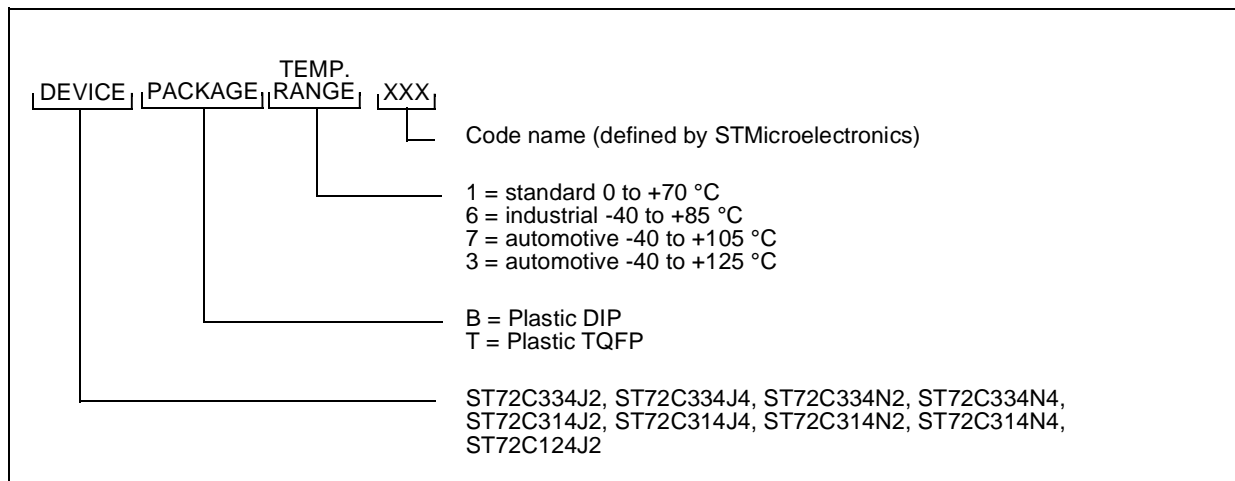 TEMP.
DEVICE PACKAGE RANGE XXX
Code name (defined by STMicroelectronics)
1 = standard 0 to +70 °C
6 = industrial -40 to +85 °C
7 = automotive -40 to +105 °C
3 = automotive -40 to +125 °C
B = Plastic DIP
T = Plastic TQFP
ST72C334J2, ST72C334J4, ST72C334N2, ST72C334N4,
ST72C314J2, ST72C314J4, ST72C314N2, ST72C314N4,
ST72C124J2